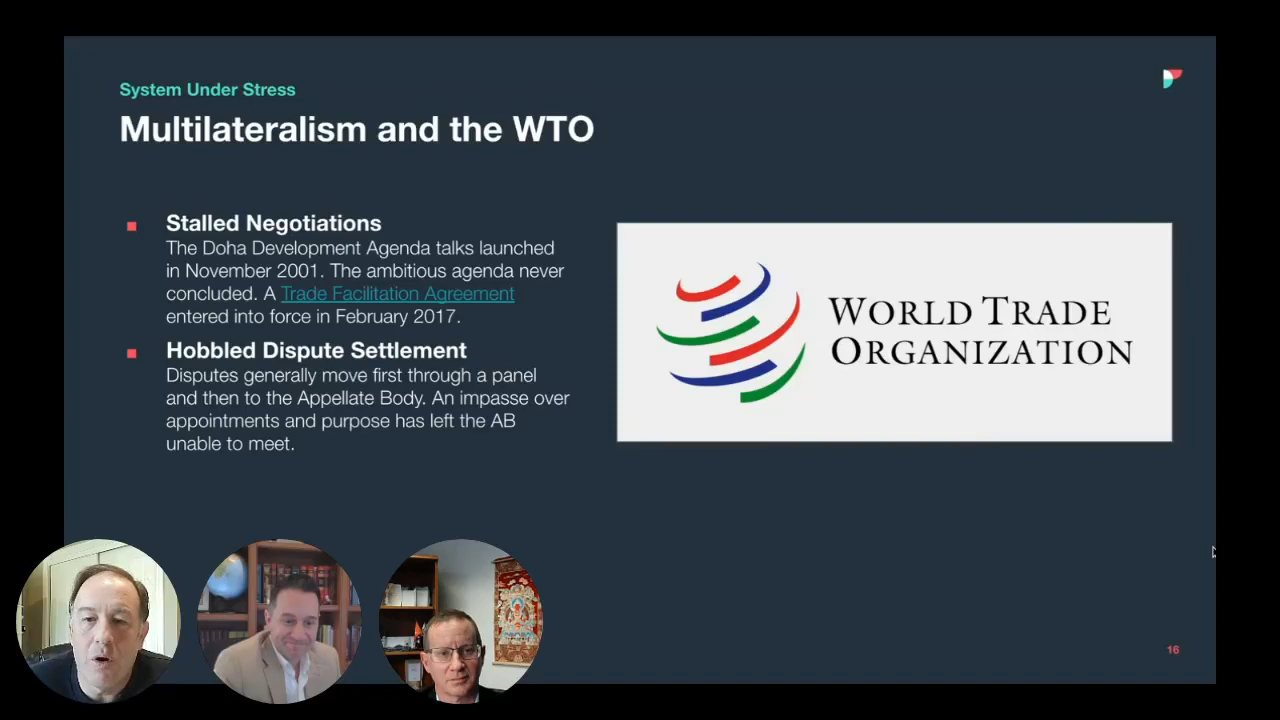 System Under Stress
Multilateralism and the WTO
Stalled Negotiations
The Doha Development Agenda talks launched
in November 2001. The ambitious agenda never
concluded. A Trade Facilitation Agreement
entered into force in February 2017.
Hobbled Dispute Settlement
Disputes generally move first through a panel
and then to the Appellate Body. An impasse over
appointments and purpose has left the AB
unable to meet.
WORLD TRADE
ORGANIZATION
16